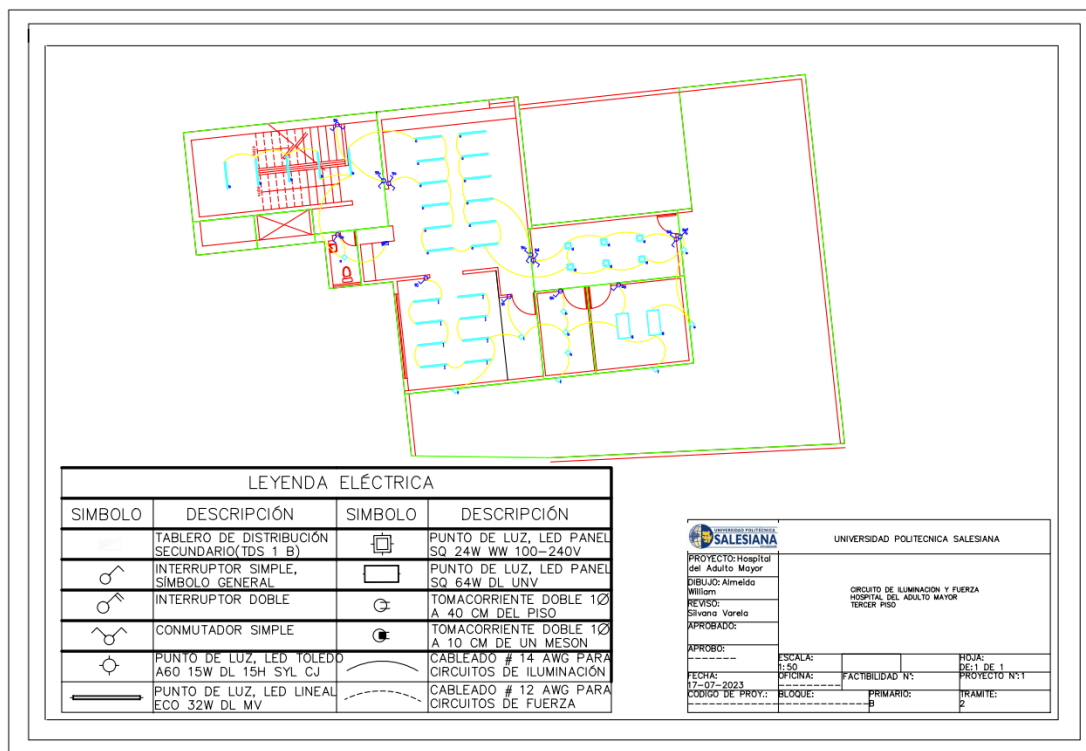 LEYENDA ELÉCTRICA
SIMBOLO DESCRIPCIÓN SIMBOLO DESCRIPCIÓN
TABLERO DE DISTRIBUCIÓN
SECUNDARIO(TDS 1 B)
PUNTO DE LUZ, LED PANEL
SQ 24W WW 100-240V
INTERRUPTOR SIMPLE,
SÍMBOLO GENERAL
PUNTO DE LUZ, LED PANEL
SQ 64W DL UNV
INTERRUPTOR DOBLE
TOMACORRIENTE DOBLE 1Ø
A 40 CM DEL PISO
CONMUTADOR SIMPLE
TOMACORRIENTE DOBLE 1Ø
A 10 CM DE UN MESON
PUNTO DE LUZ, LED TOLEDO
A60 15W DL 15H SYL CJ
CABLEADO # 14 AWG PARA
CIRCUITOS DE ILUMINACIÓN
PUNTO DE LUZ, LED LINEAL
ECO 32W DL MV
CABLEADO # 12 AWG PARA
CIRCUITOS DE FUERZA
UNIVERSIDAD POLITÉCNICA
SALESIANA
UNIVERSIDAD POLITECNICA SALESIANA
PROYECTO: Hospital
del Adulto Mayor
DIBUJO: Almeida
William
REVISO:
Silvana Varela
APROBADO:
APROBO:
--------
CIRCUITO DE ILUMINACION Y FUERZA
HOSPITAL DEL ADULTO MAYOR
TERCER PISO
ESCALA:
1:50
HOJA:
DE:1 DE 1
FECHA:
17-07-2023
OFICINA:
FACTIBILIDAD Nº:
PROYECTO Nº:1
CODIGO DE PROY.:
BLOQUE:
PRIMARIO:
B
TRAMITE:
2